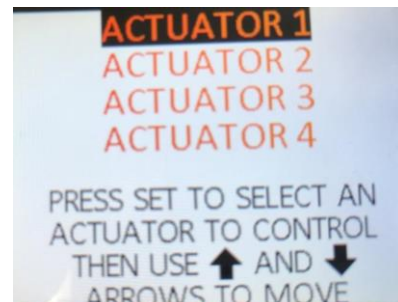 ACTUATOR 1
ACTUATOR 2
ACTUATOR 3
ACTUATOR 4
PRESS SET TO SELECT AN
ACTUATOR TO CONTROL
THEN USE ⬆ AND ⬇
ARROWS TO MOVE